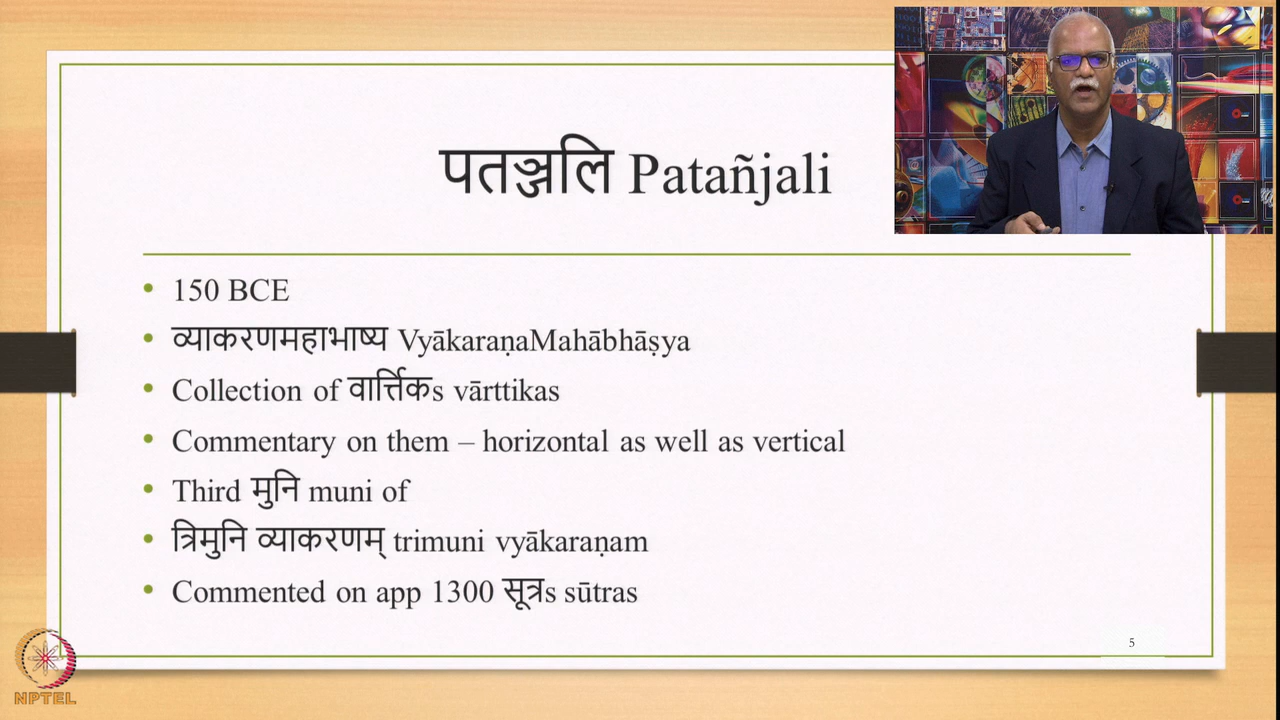 पतञ्जलि Patañjali
150 BCE
व्याकरणमहाभाष्य VyākaraṇaMahābhāṣya
Collection of वार्त्तिकs vārttikas
Commentary on them – horizontal as well as vertical
Third मुनि muni of
त्रिमुनि व्याकरणम् trimuni vyākaraṇam
Commented on app 1300 सूत्रs sūtras
5
NPTEL